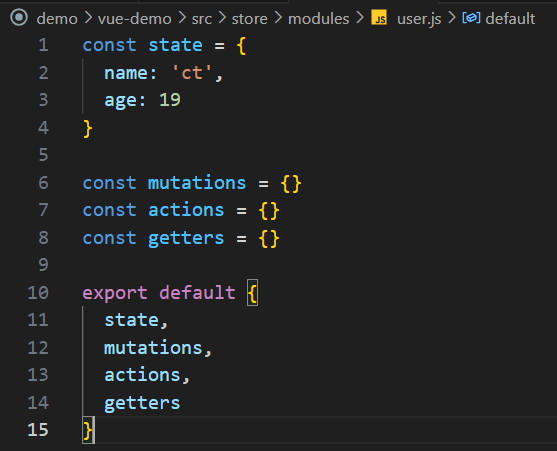 demo > vue-demo > src > store > modules > JS user.js > default
1 const state = {
2   name: 'ct',
3   age: 19
4 }
5
6 const mutations = {}
7 const actions = {}
8 const getters = {}
9
10 export default {
11   state,
12   mutations,
13   actions,
14   getters
15 }